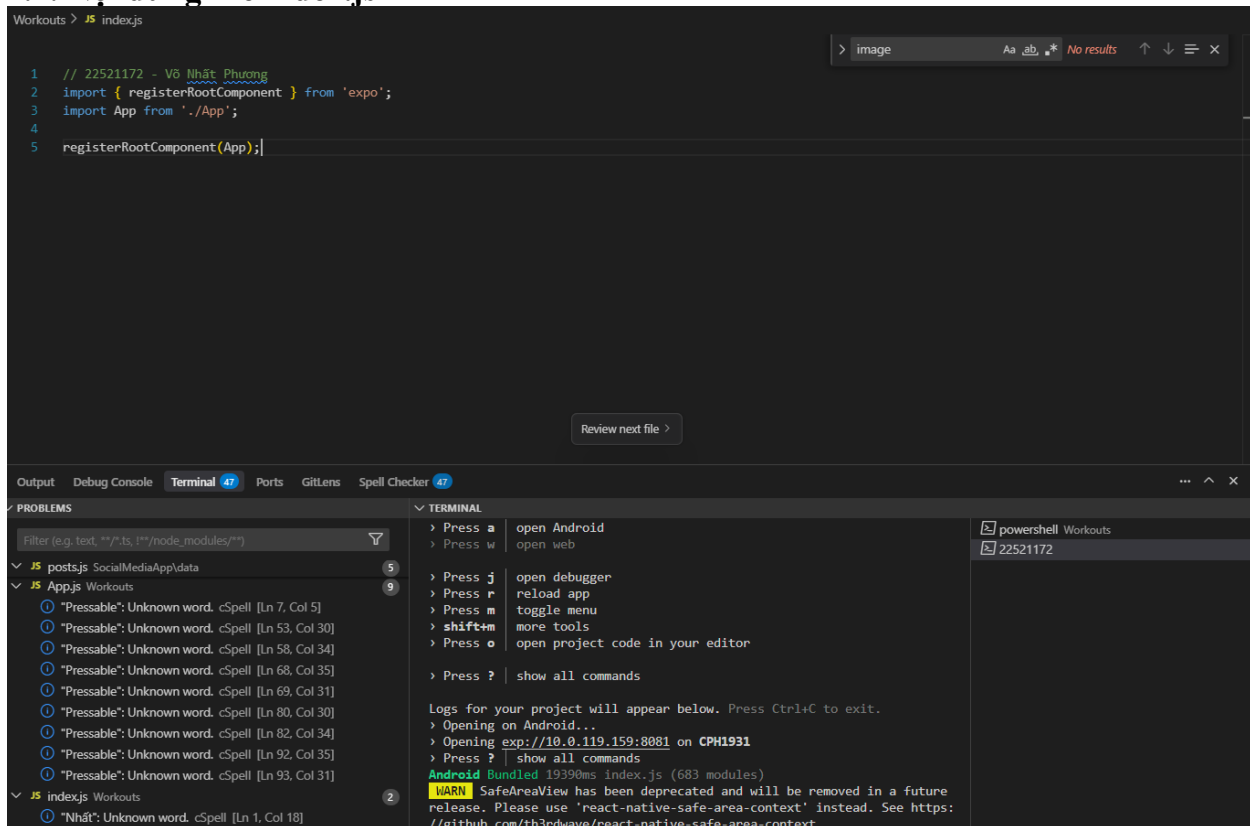 Workouts > JS index.js
image Aa ab .* No results
1 // 22521172 - Võ Nhất Phương
2 import { registerRootComponent } from 'expo';
3 import App from './App';
4
5 registerRootComponent(App);
Review next file >
Output Debug Console Terminal 47 Ports GitLens Spell Checker 47
PROBLEMS
Filter (e.g. text, **/*.ts, !**/node_modules/**)
JS posts.js SocialMediaApp\data 5
JS App.js Workouts 9
"Pressable": Unknown word. cSpell [Ln 7, Col 5]
"Pressable": Unknown word. cSpell [Ln 53, Col 30]
"Pressable": Unknown word. cSpell [Ln 58, Col 34]
"Pressable": Unknown word. cSpell [Ln 68, Col 35]
"Pressable": Unknown word. cSpell [Ln 69, Col 31]
"Pressable": Unknown word. cSpell [Ln 80, Col 30]
"Pressable": Unknown word. cSpell [Ln 82, Col 34]
"Pressable": Unknown word. cSpell [Ln 92, Col 35]
"Pressable": Unknown word. cSpell [Ln 93, Col 31]
JS index.js Workouts 2
"Nhất": Unknown word. cSpell [Ln 1, Col 18]
TERMINAL
› Press a │ open Android
› Press w │ open web
› Press j │ open debugger
› Press r │ reload app
› Press m │ toggle menu
› shift+m │ more tools
› Press o │ open project code in your editor
› Press ? │ show all commands
Logs for your project will appear below. Press Ctrl+C to exit.
› Opening on Android...
› Opening exp://10.0.119.159:8081 on CPH1931
› Press ? │ show all commands
Android Bundled 19390ms index.js (683 modules)
WARN SafeAreaView has been deprecated and will be removed in a future
release. Please use 'react-native-safe-area-context' instead. See https:
//github.com/th3rdwave/react-native-safe-area-context
powershell Workouts
22521172